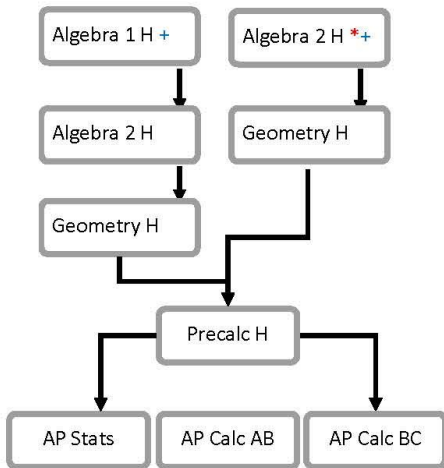 Algebra 1 H +
Algebra 2 H *+
Algebra 2 H
Geometry H
Geometry H
Precalc H
AP Stats
AP Calc AB
AP Calc BC